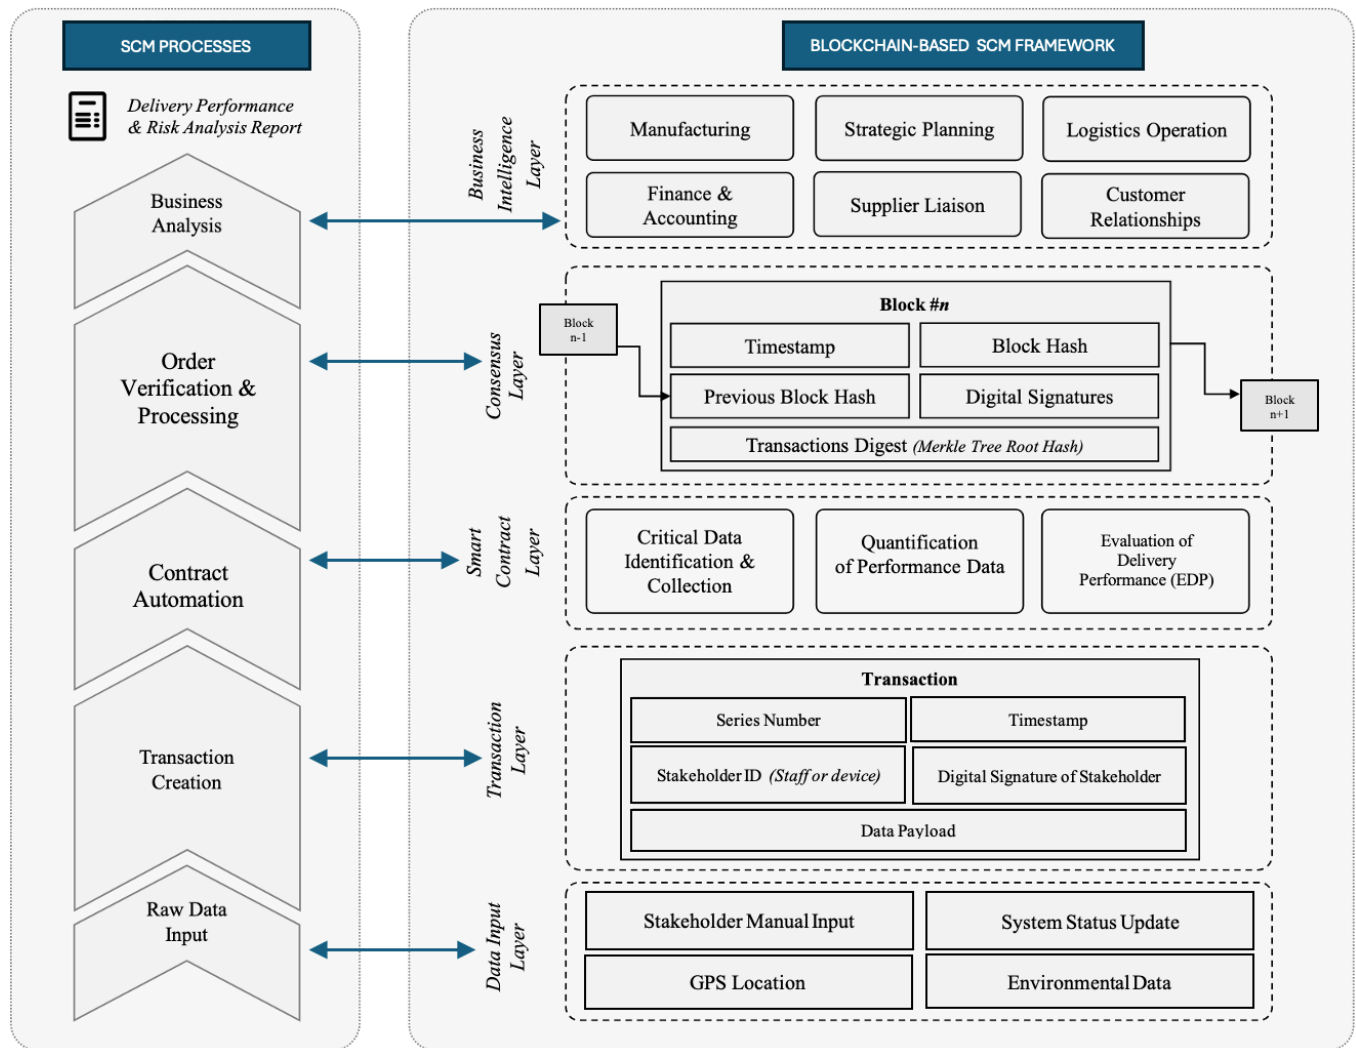 SCM PROCESSES
Delivery Performance
& Risk Analysis Report
Business
Analysis
Order
Verification &
Processing
Contract
Automation
Transaction
Creation
Raw Data
Input
BLOCKCHAIN-BASED SCM FRAMEWORK
Business
Intelligence
Layer
Manufacturing
Strategic Planning
Logistics Operation
Finance &
Accounting
Supplier Liaison
Customer
Relationships
Consensus
Layer
Block
n-1
Block #n
Timestamp
Block Hash
Previous Block Hash
Digital Signatures
Transactions Digest (Merkle Tree Root Hash)
Block
n+1
Smart
Contract
Layer
Critical Data
Identification &
Collection
Quantification
of Performance Data
Evaluation of
Delivery
Performance (EDP)
Transaction
Layer
Transaction
Series Number
Timestamp
Stakeholder ID (Staff or device)
Digital Signature of Stakeholder
Data Payload
Data Input
Layer
Stakeholder Manual Input
System Status Update
GPS Location
Environmental Data